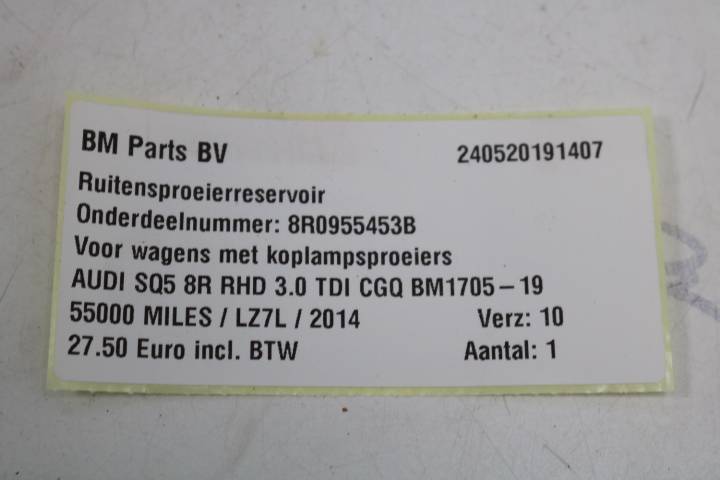 BM Parts BV 240520191407
Ruitensproeierreservoir
Onderdeelnummer: 8R0955453B
Voor wagens met koplampsproeiers
AUDI SQ5 8R RHD 3.0 TDI CGQ BM1705-19
55000 MILES / LZ7L / 2014 Verz: 10
27.50 Euro incl. BTW Aantal: 1